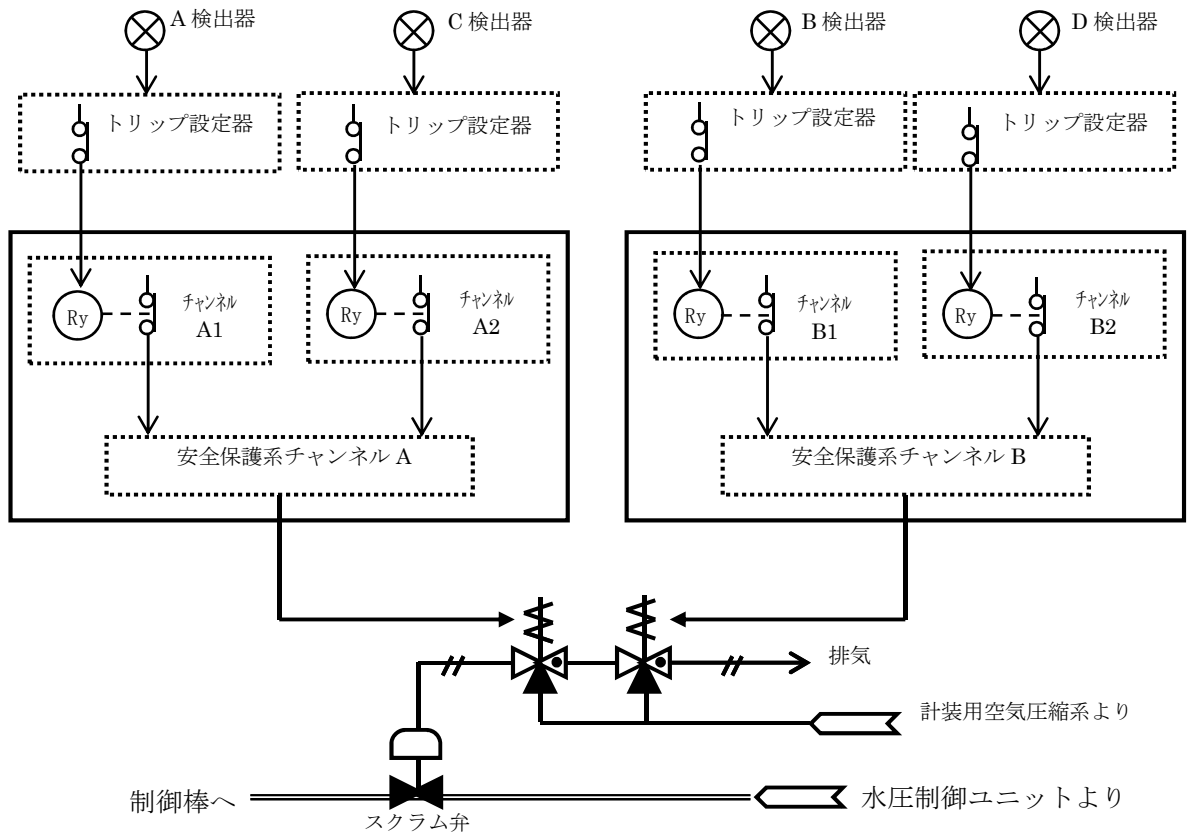 A 検出器
C 検出器
B 検出器
D 検出器
トリップ設定器
トリップ設定器
トリップ設定器
トリップ設定器
Ry
チャンネル
A1
Ry
チャンネル
A2
Ry
チャンネル
B1
Ry
チャンネル
B2
安全保護系チャンネル A
安全保護系チャンネル B
排気
計装用空気圧縮系より
制御棒へ
水圧制御ユニットより
スクラム弁